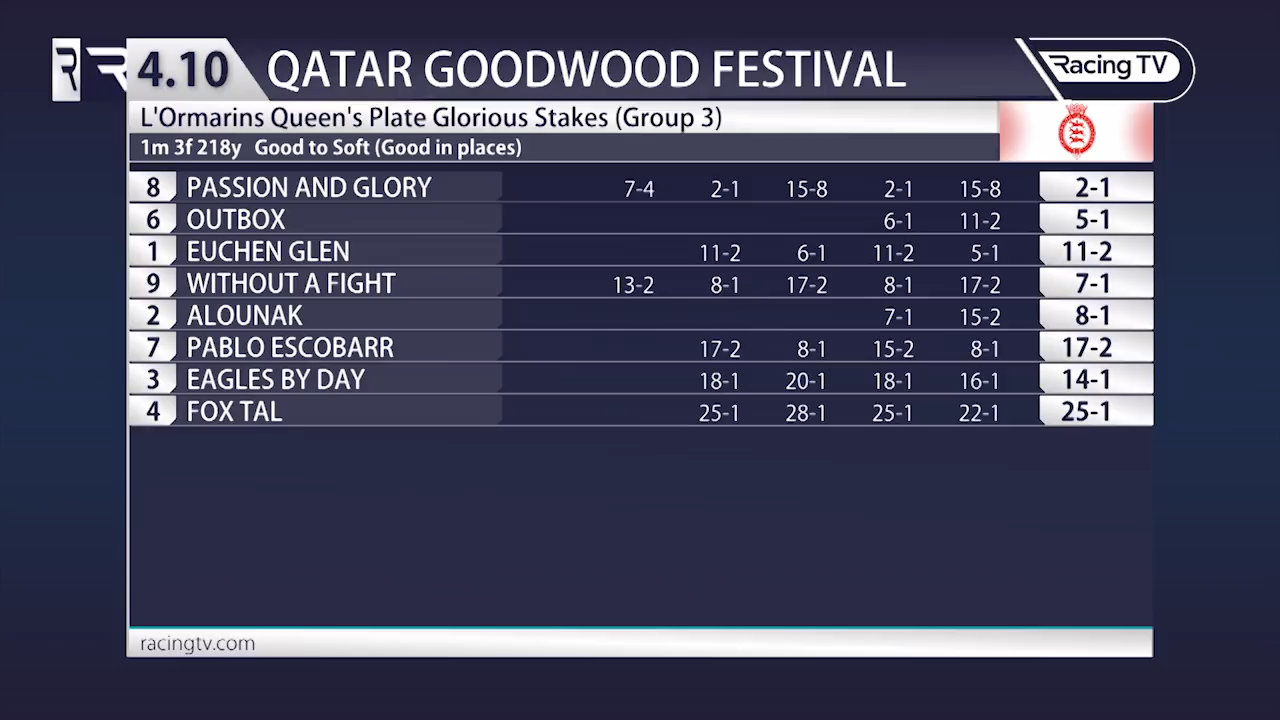 4.10 QATAR GOODWOOD FESTIVAL Racing TV
L'Ormarins Queen's Plate Glorious Stakes (Group 3)
1m 3f 218y Good to Soft (Good in places)
8 PASSION AND GLORY 7-4 2-1 15-8 2-1 15-8 2-1
6 OUTBOX 6-1 11-2 5-1
1 EUCHEN GLEN 11-2 6-1 11-2 5-1 11-2
9 WITHOUT A FIGHT 13-2 8-1 17-2 8-1 17-2 7-1
2 ALOUNAK 7-1 15-2 8-1
7 PABLO ESCOBARR 17-2 8-1 15-2 8-1 17-2
3 EAGLES BY DAY 18-1 20-1 18-1 16-1 14-1
4 FOX TAL 25-1 28-1 25-1 22-1 25-1
racingtv.com